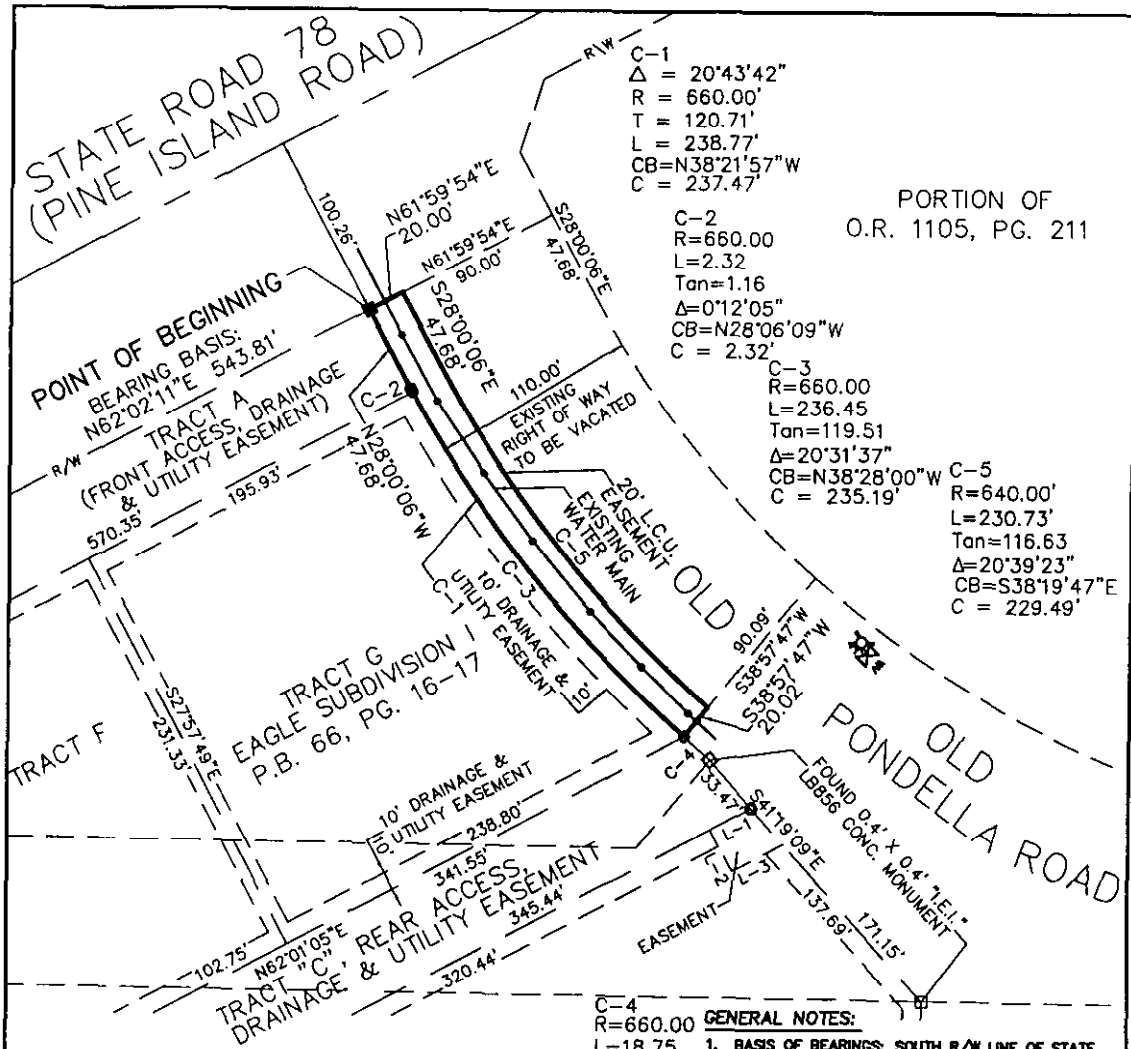 STATE ROAD 78
(PINE ISLAND ROAD)
R\W
C-1
Δ = 20°43'42"
R = 660.00'
T = 120.71'
L = 238.77'
CB=N38°21'57"W
C = 237.47'
PORTION OF
O.R. 1105, PG. 211
C-2
R=660.00
L=2.32
Tan=1.16
Δ=0°12'05"
CB=N28°06'09"W
C = 2.32'
C-3
R=660.00
L=236.45
Tan=119.51
Δ=20°31'37"
CB=N38°28'00"W
C = 235.19'
C-5
R=640.00'
L=230.73'
Tan=116.63
Δ=20°39'23"
CB=S38°19'47"E
C = 229.49'
100.26'
N61°59'54"E
20.00'
N61°59'54"E
90.00'
S28°00'06"E
47.68'
S28°00'06"E
47.68'
POINT OF BEGINNING
BEARING BASIS:
N62°02'11"E 543.81'
R/W
TRACT A
(FRONT ACCESS, DRAINAGE
& UTILITY EASEMENT)
195.93'
570.35'
C-2
N28°00'06"W
47.68'
110.00'
EXISTING
RIGHT OF WAY
TO BE VACATED
20' L.C.U.
EASEMENT
EXISTING
WATER MAIN
C-5
C-3
C-1
10' DRAINAGE &
UTILITY EASEMENT
10'
OLD
90.09'
S38°57'47"W
S38°57'47"W
20.02
OLD
PONDELLA ROAD
TRACT G
EAGLE SUBDIVISION
P.B. 66, PG. 16-17
TRACT F
S27°57'49"E
231.33'
10' DRAINAGE &
UTILITY EASEMENT
10'
238.80'
341.55'
C-4
33.47'
S41°19'09"E
FOUND 0.4' X 0.4' "I.E.I."
LB856 CONC. MONUMENT
L-1
L-2
L-3
EASEMENT
137.69'
171.15'
102.75'
N62°01'05"E
TRACT "C", REAR ACCESS,
DRAINAGE & UTILITY EASEMENT
345.44'
320.44'
C-4
R=660.00
L=18.75
GENERAL NOTES:
1. BASIS OF BEARINGS: SOUTH R/W LINE OF STATE